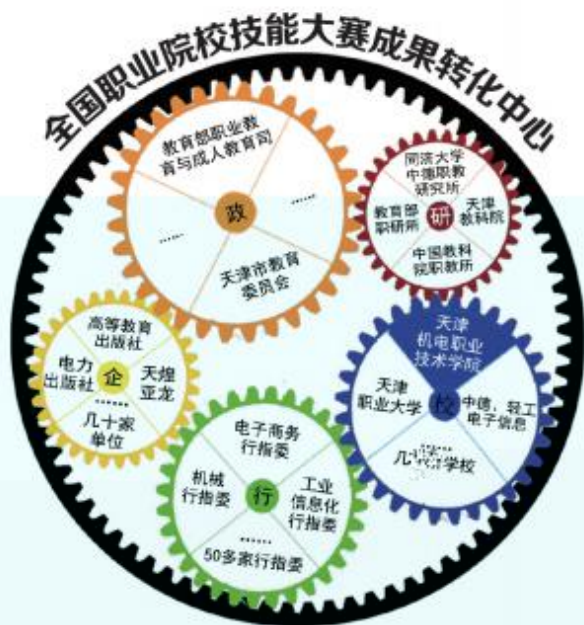 全国职业院校技能大赛成果转化中心
教育部职业教
育与成人教育司
……
……
政
天津市教育
委员会
同济大学
中德职教
研究所
教育部
职研所
研
天津
教科院
中国教科
院职教所
高等教育
出版社
电力
出版社
企
天煌
亚龙
……
几十家
单位
天津
机电职业
技术学院
天津
职业大学
校
中德、轻工
电子信息
……
学校
电子商务
行指委
机械
行指委
行
工业
信息化
行指委
……
50多家行指委